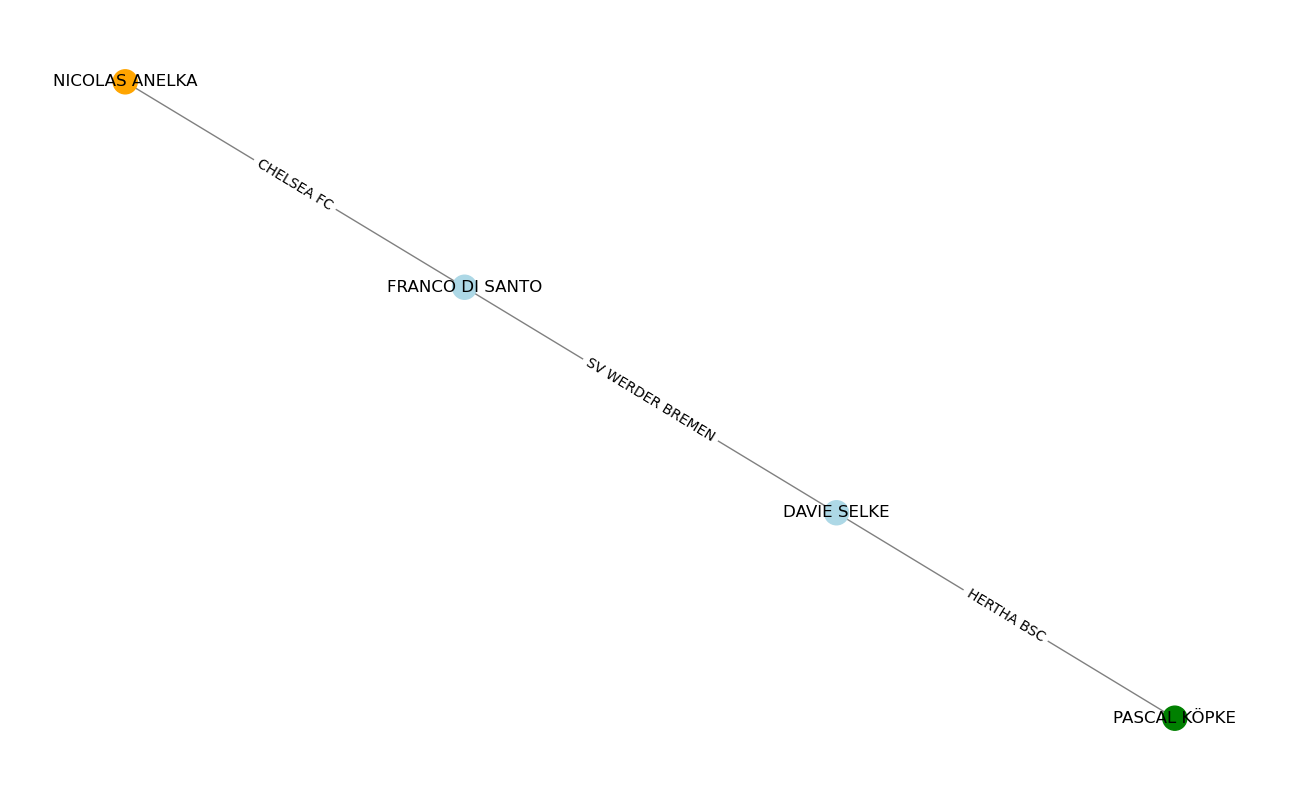 NICOLAS ANELKA
CHELSEA FC
FRANCO DI SANTO
SV WERDER BREMEN
DAVIE SELKE
HERTHA BSC
PASCAL KÖPKE